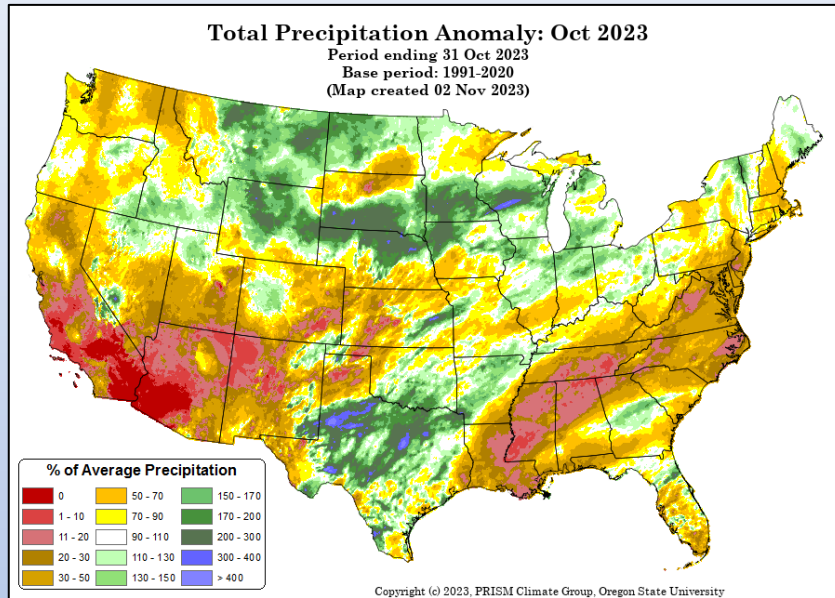 Total Precipitation Anomaly: Oct 2023
Period ending 31 Oct 2023
Base period: 1991-2020
(Map created 02 Nov 2023)
% of Average Precipitation
0
1 - 10
11 - 20
20 - 30
30 - 50
50 - 70
70 - 90
90 - 110
110 - 130
130 - 150
150 - 170
170 - 200
200 - 300
300 - 400
> 400
Copyright (c) 2023, PRISM Climate Group, Oregon State University